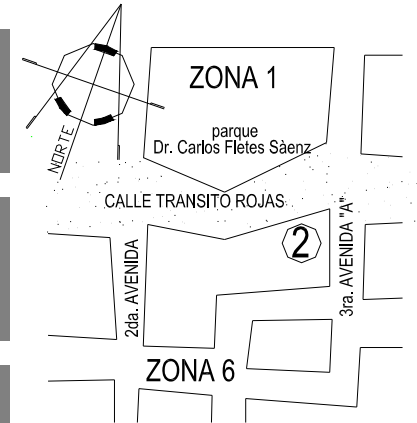 ZONA 1
parque
Dr. Carlos Fletes Sàenz
NORTE
CALLE TRANSITO ROJAS
2
3ra. AVENIDA "A"
2da. AVENIDA
ZONA 6